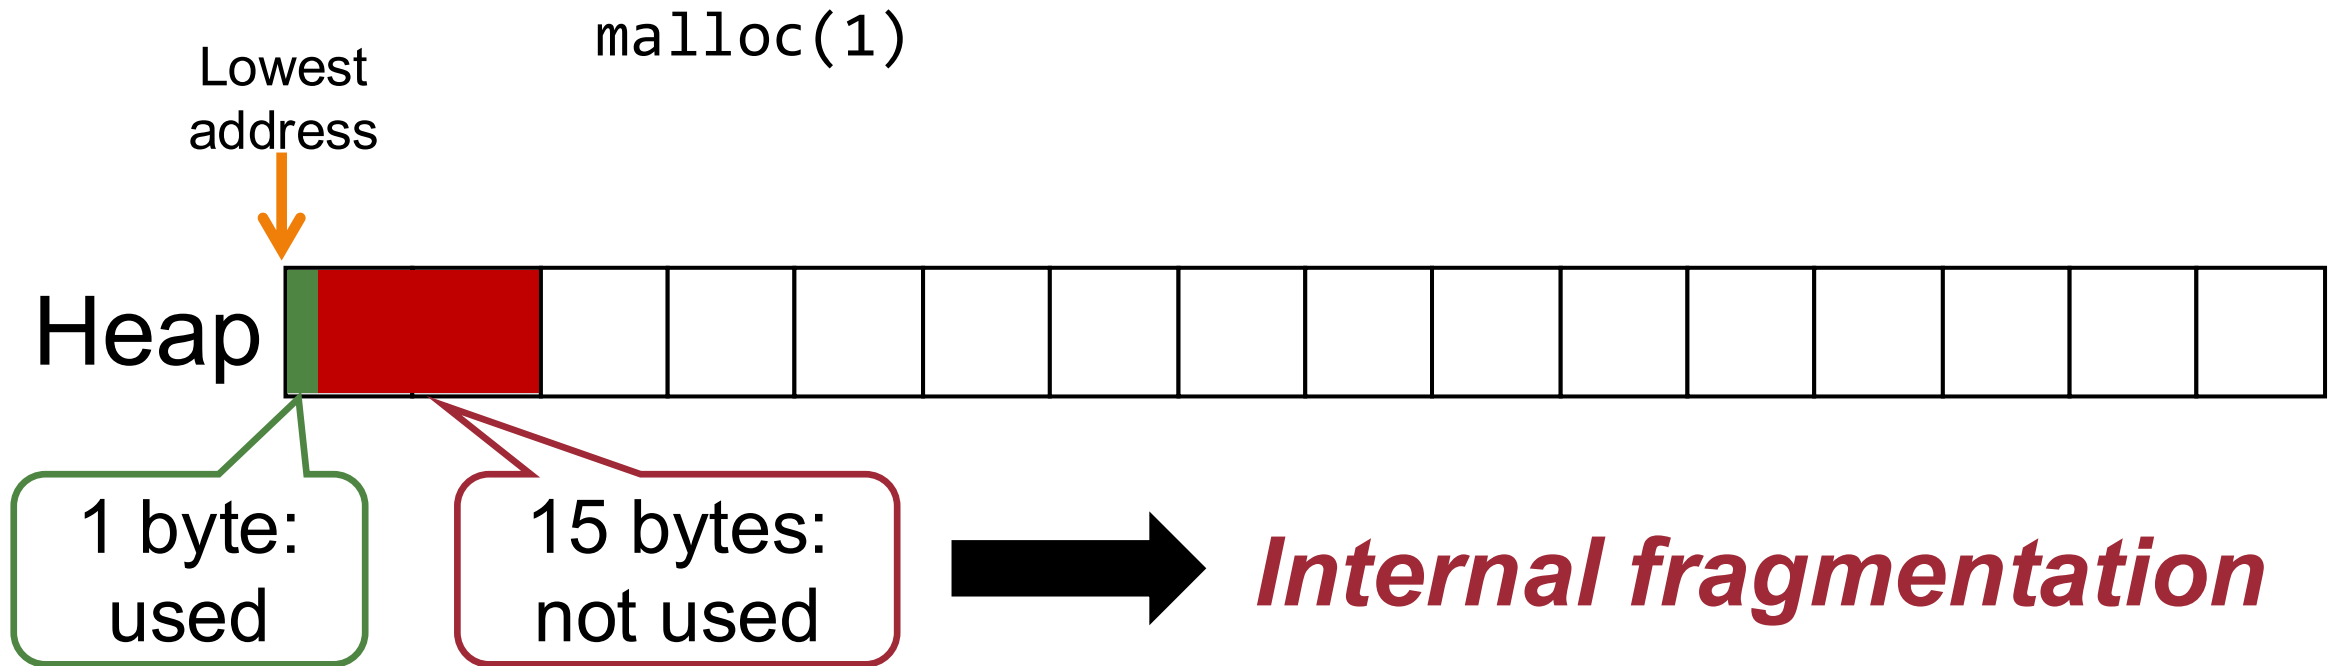 malloc(1)
Lowest
address
Heap
1 byte:
used
15 bytes:
not used
Internal fragmentation